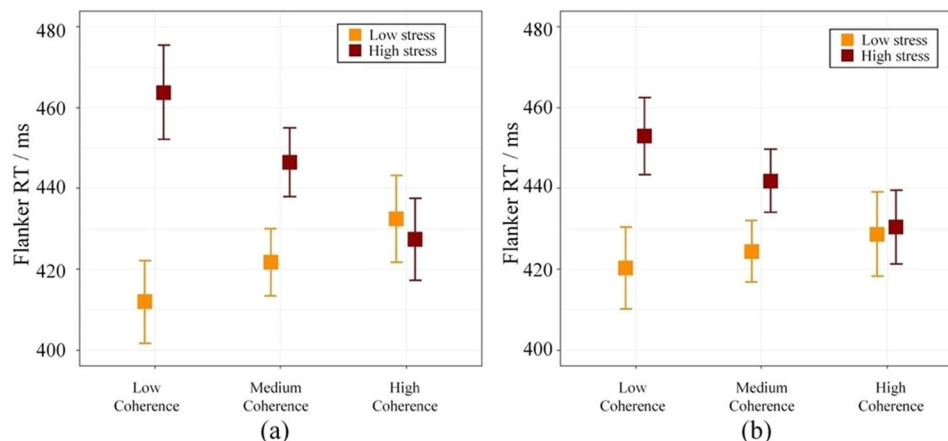 Flanker RT / ms
480
460
440
420
400
Low stress
High stress
Low
Coherence
Medium
Coherence
High
Coherence
(a)
Flanker RT / ms
480
460
440
420
400
Low stress
High stress
Low
Coherence
Medium
Coherence
High
Coherence
(b)